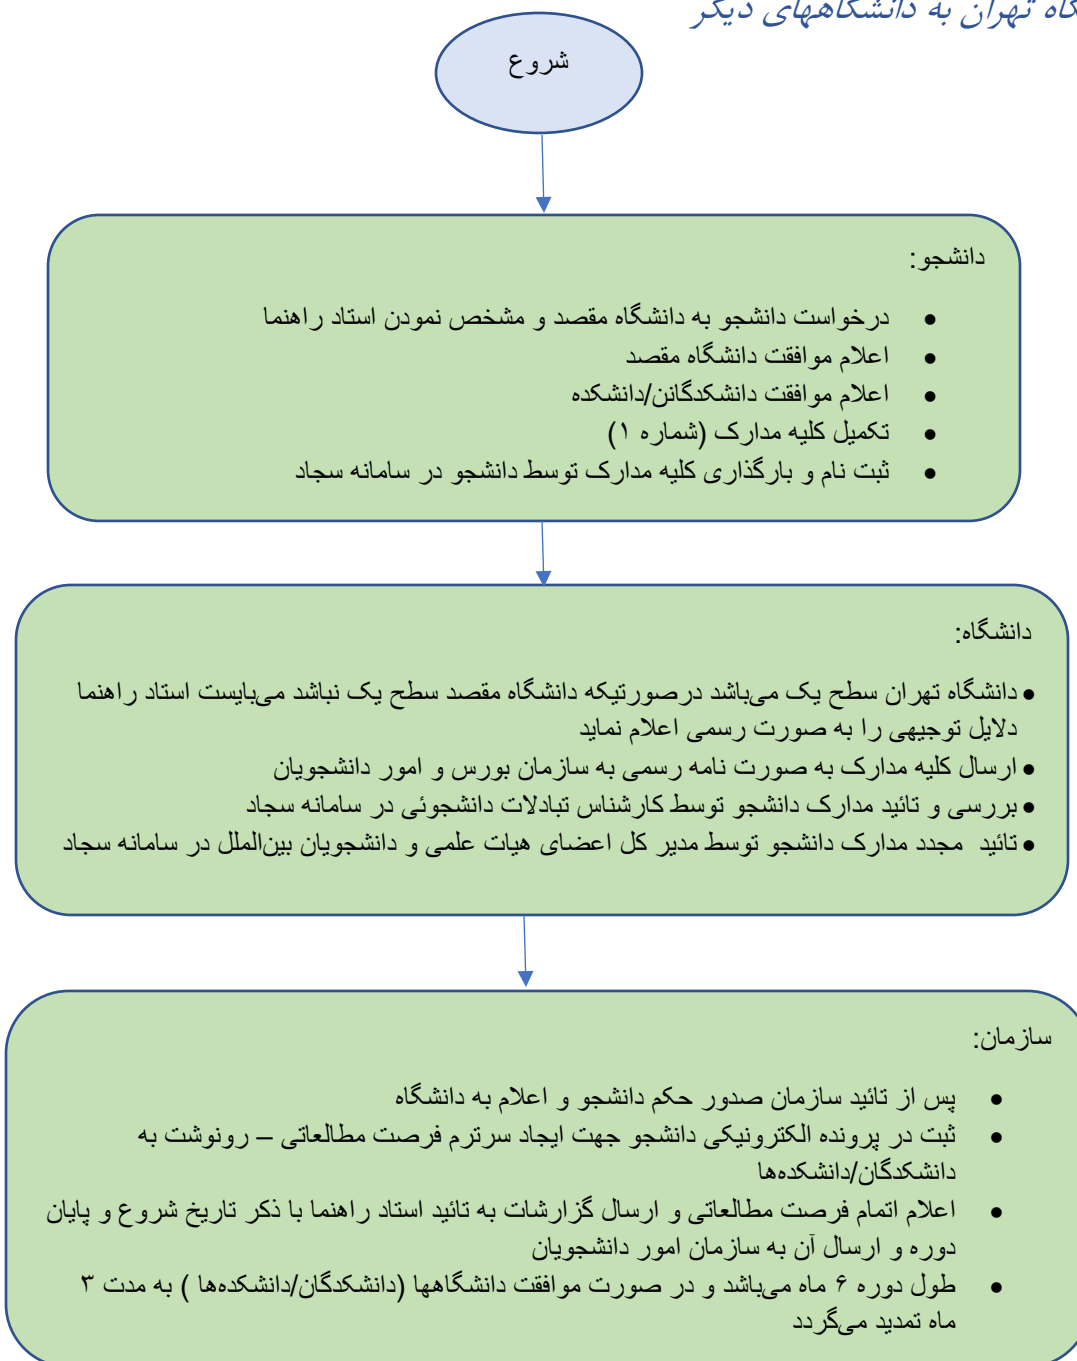 تهران به دانشگاههای دیگر
شروع
دانشجو:
• درخواست دانشجو به دانشگاه مقصد و مشخص نمودن استاد راهنما
• اعلام موافقت دانشگاه مقصد
• اعلام موافقت دانشکدگانن/دانشکده
• تکمیل کلیه مدارک (شماره ۱)
• ثبت نام و بارگذاری کلیه مدارک توسط دانشجو در سامانه سجاد
دانشگاه:
• دانشگاه تهران سطح یک می‌باشد درصورتیکه دانشگاه مقصد سطح یک نباشد می‌بایست استاد راهنما
دلایل توجیهی را به صورت رسمی اعلام نماید
• ارسال کلیه مدارک به صورت نامه رسمی به سازمان بورس و امور دانشجویان
• بررسی و تائید مدارک دانشجو توسط کارشناس تبادلات دانشجوئی در سامانه سجاد
• تائید مجدد مدارک دانشجو توسط مدیر کل اعضای هیات علمی و دانشجویان بین‌الملل در سامانه سجاد
سازمان:
• پس از تائید سازمان صدور حکم دانشجو و اعلام به دانشگاه
• ثبت در پرونده الکترونیکی دانشجو جهت ایجاد سرترم فرصت مطالعاتی – رونوشت به
دانشکدگان/دانشکده‌ها
• اعلام اتمام فرصت مطالعاتی و ارسال گزارشات به تائید استاد راهنما با ذکر تاریخ شروع و پایان
دوره و ارسال آن به سازمان امور دانشجویان
• طول دوره ۶ ماه می‌باشد و در صورت موافقت دانشگاهها (دانشکدگان/دانشکده‌ها ) به مدت ۳
ماه تمدید می‌گردد